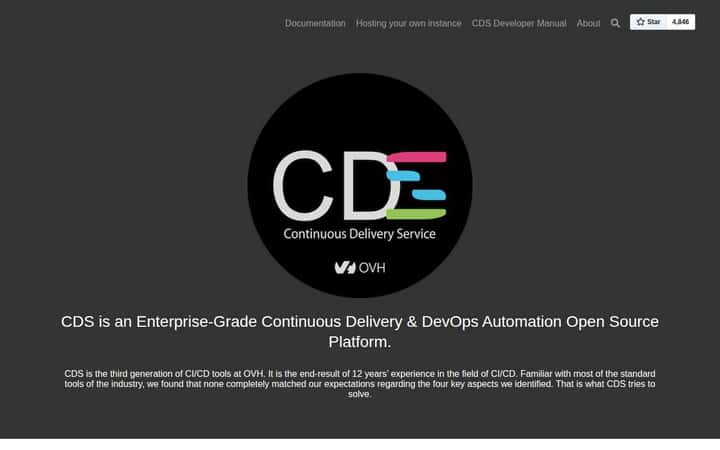 Documentation Hosting your own instance CDS Developer Manual About Star 4,846
CDS
Continuous Delivery Service
OVH
CDS is an Enterprise-Grade Continuous Delivery & DevOps Automation Open Source
Platform.
CDS is the third generation of CI/CD tools at OVH. It is the end-result of 12 years' experience in the field of CI/CD. Familiar with most of the standard
tools of the industry, we found that none completely matched our expectations regarding the four key aspects we identified. That is what CDS tries to
solve.